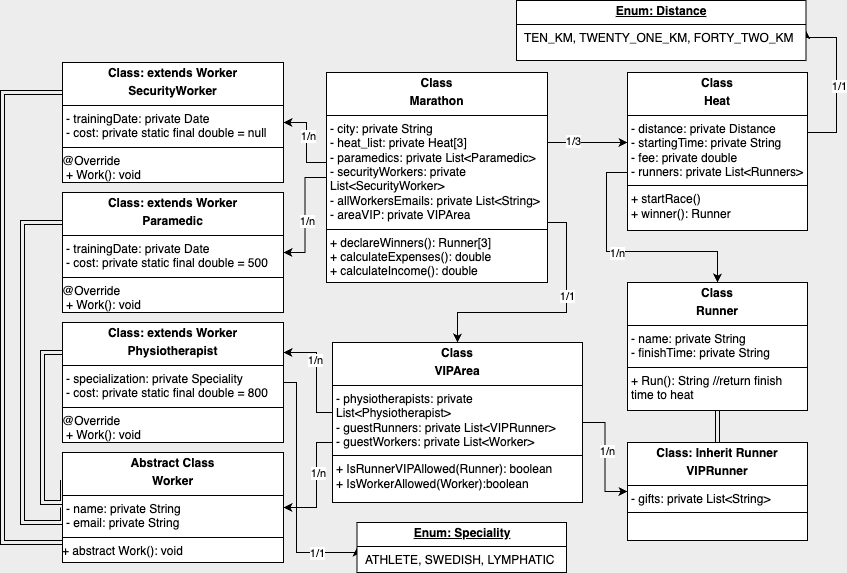 Enum: Distance
TEN_KM, TWENTY_ONE_KM, FORTY_TWO_KM
Class: extends Worker
SecurityWorker
- trainingDate: private Date
- cost: private static final double = null
@Override
+ Work(): void
Class
Marathon
- city: private String
- heat_list: private Heat[3]
- paramedics: private List<Paramedic>
- securityWorkers: private
List<SecurityWorker>
- allWorkersEmails: private List<String>
- areaVIP: private VIPArea
+ declareWinners(): Runner[3]
+ calculateExpenses(): double
+ calculateIncome(): double
Class
Heat
- distance: private Distance
- startingTime: private String
- fee: private double
- runners: private List<Runners>
+ startRace()
+ winner(): Runner
1/1
1/n
1/3
Class: extends Worker
Paramedic
- trainingDate: private Date
- cost: private static final double = 500
@Override
+ Work(): void
1/n
1/n
1/1
Class
Runner
- name: private String
- finishTime: private String
+ Run(): String //return finish
time to heat
Class: extends Worker
Physiotherapist
- specialization: private Speciality
- cost: private static final double = 800
@Override
+ Work(): void
1/n
Class
VIPArea
- physiotherapists: private
List<Physiotherapist>
- guestRunners: private List<VIPRunner>
- guestWorkers: private List<Worker>
+ IsRunnerVIPAllowed(Runner): boolean
+ IsWorkerAllowed(Worker):boolean
1/n
1/n
Class: Inherit Runner
VIPRunner
- gifts: private List<String>
Abstract Class
Worker
- name: private String
- email: private String
+ abstract Work(): void
1/1
Enum: Speciality
ATHLETE, SWEDISH, LYMPHATIC